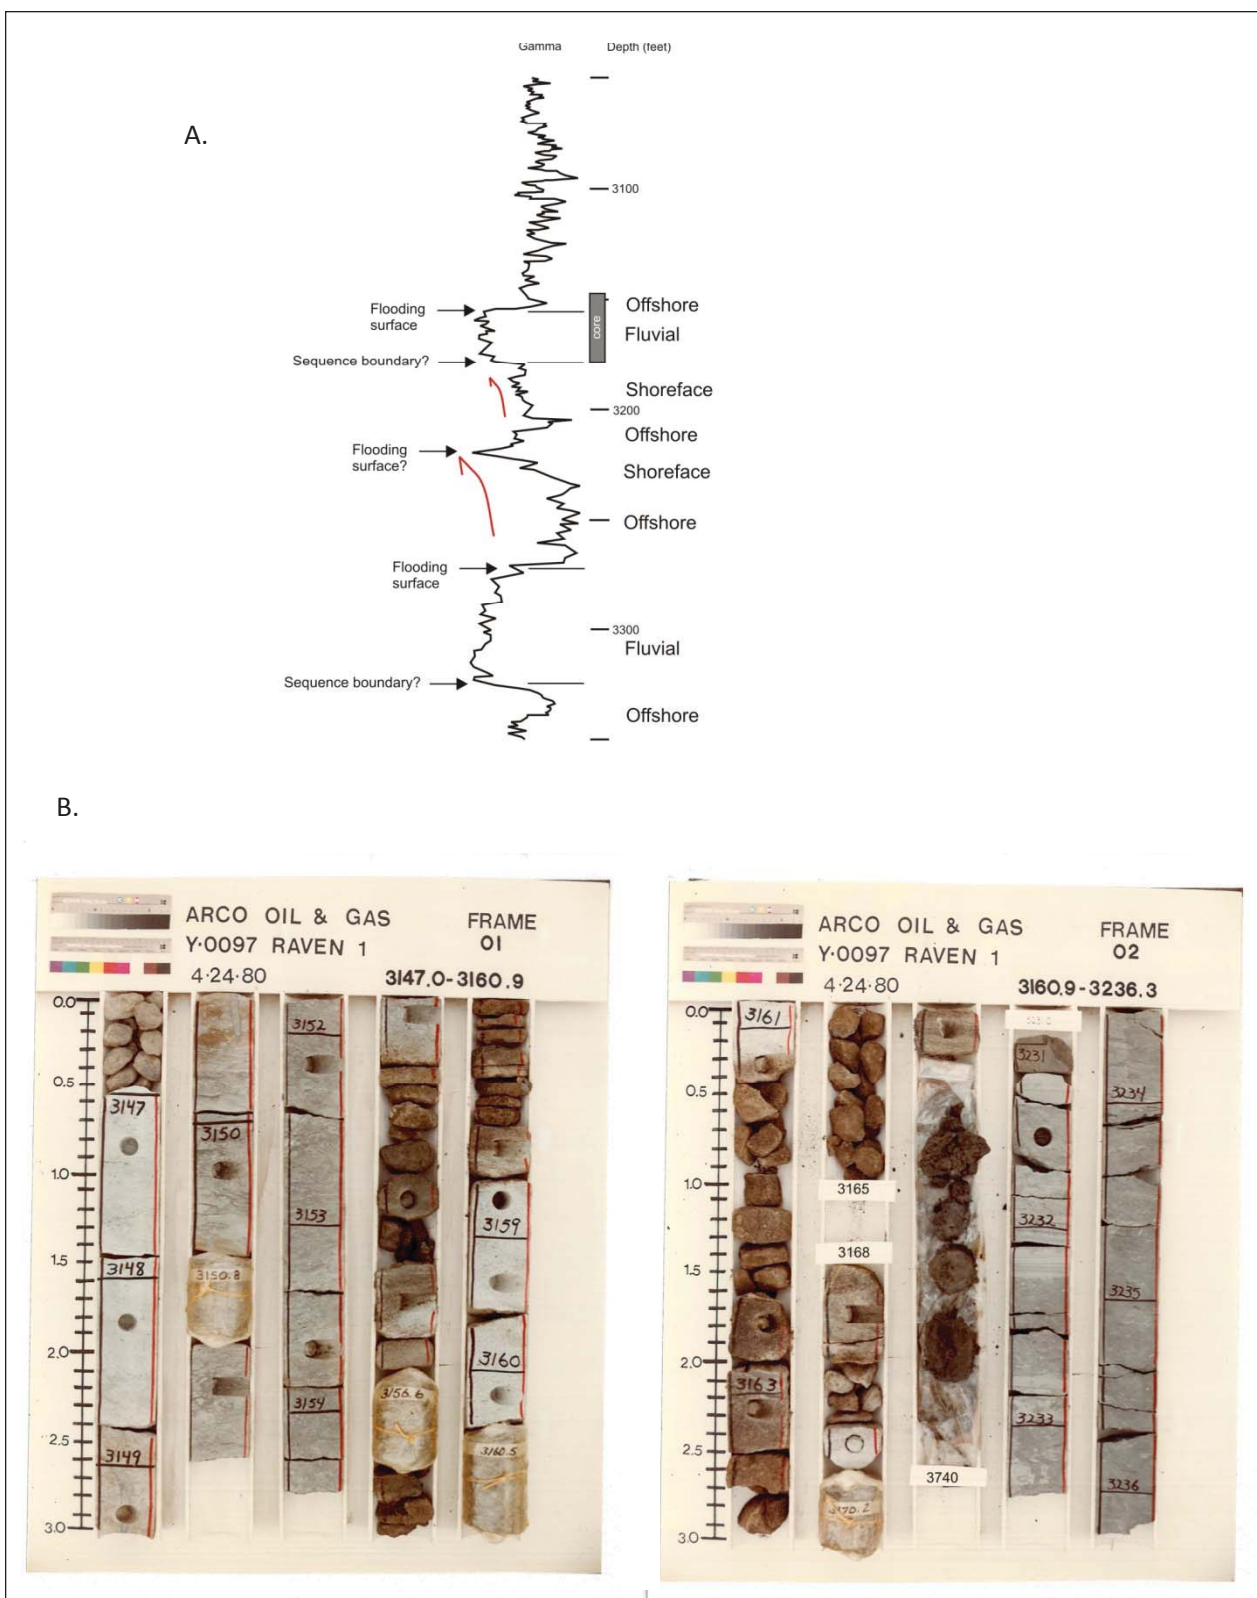 Gamma Depth (feet)
A.
3100
Flooding
surface
Offshore
core
Fluvial
Sequence boundary?
Shoreface
3200
Offshore
Flooding
surface?
Shoreface
Offshore
Flooding
surface
3300
Fluvial
Sequence boundary?
Offshore
B.
ARCO OIL & GAS
Y·0097 RAVEN 1
4·24·80
FRAME
01
3147.0-3160.9
0.0
0.5
1.0
1.5
2.0
2.5
3.0
3147
3148
3149
3150
3150.8
3152
3153
3154
3156.6
3159
3160
3160.5
ARCO OIL & GAS
Y·0097 RAVEN 1
4·24·80
FRAME
02
3160.9-3236.3
0.0
0.5
1.0
1.5
2.0
2.5
3.0
3161
3163
3165
3168
3740
3231
3232
3233
3234
3235
3236